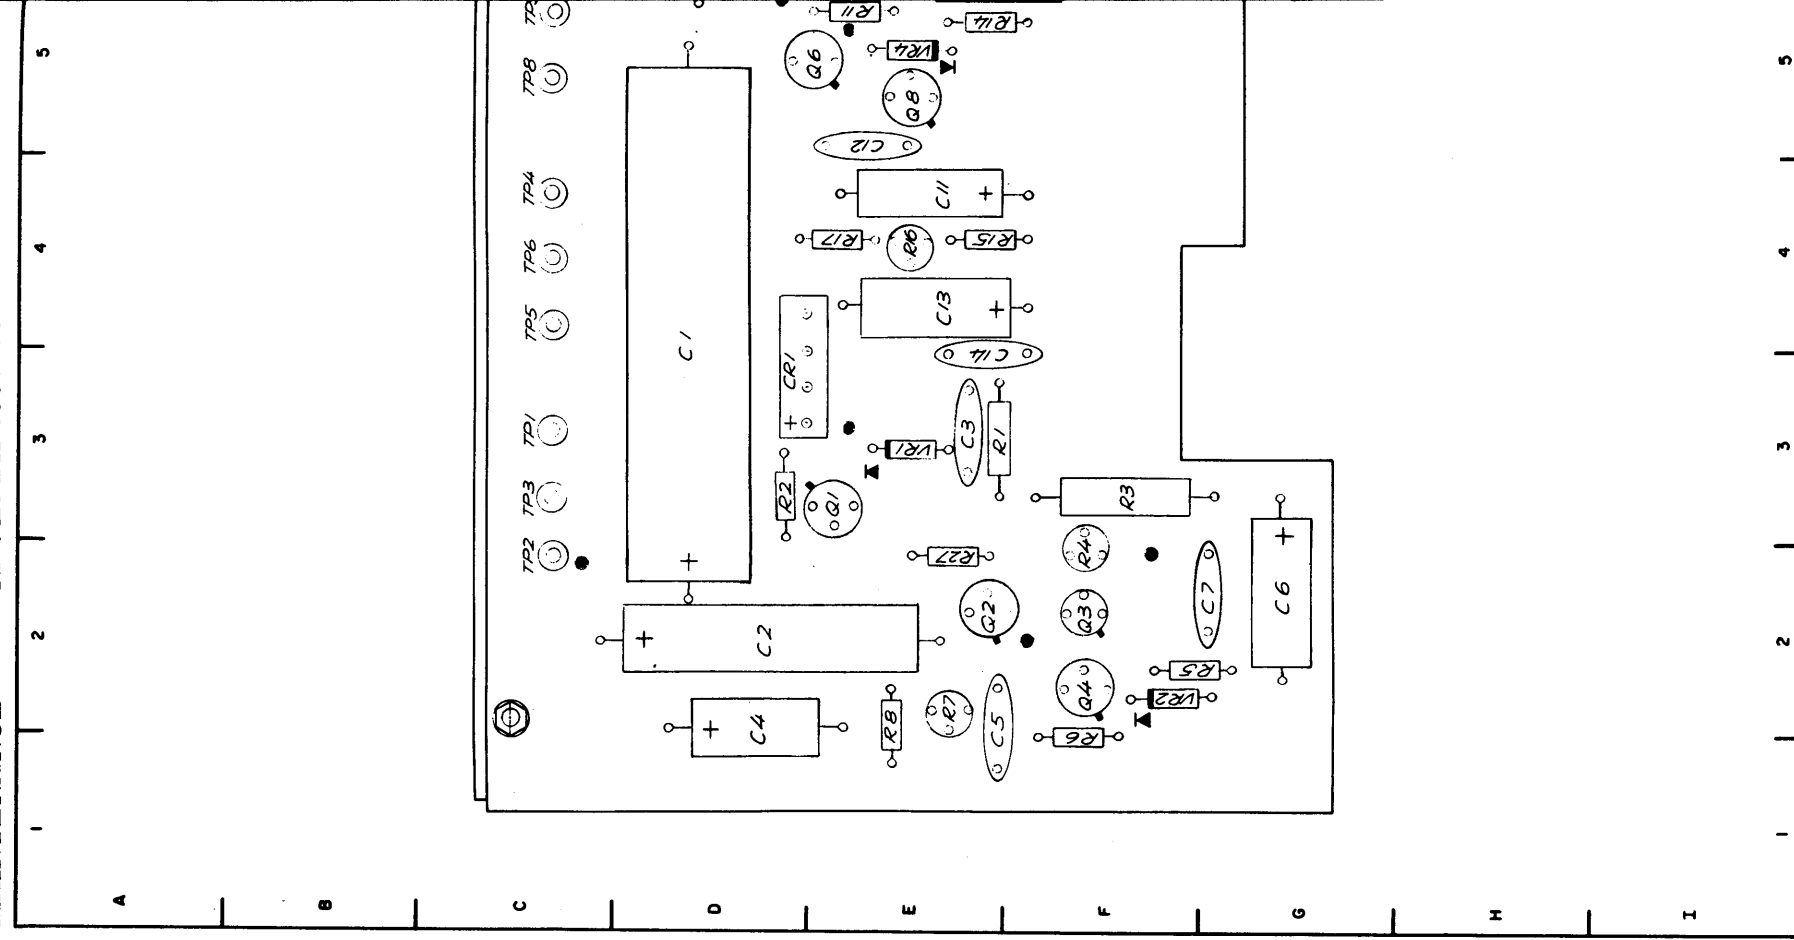 R11
R14
5
TP8
Q6
VR4
5
Q8
C12
TP4
C11
+
R17
R16
R15
4
TP6
4
C13
+
TP5
C1
CR1
+
C14
3
TP1
VR1
C3
R1
3
TP3
R2
Q1
R3
TP2
+
R27
R4
+
C7
C6
2
+
C2
Q2
Q3
2
R5
VR2
Q4
+
C4
R8
R7
C5
R6
1
1
A
B
C
D
E
F
G
H
I